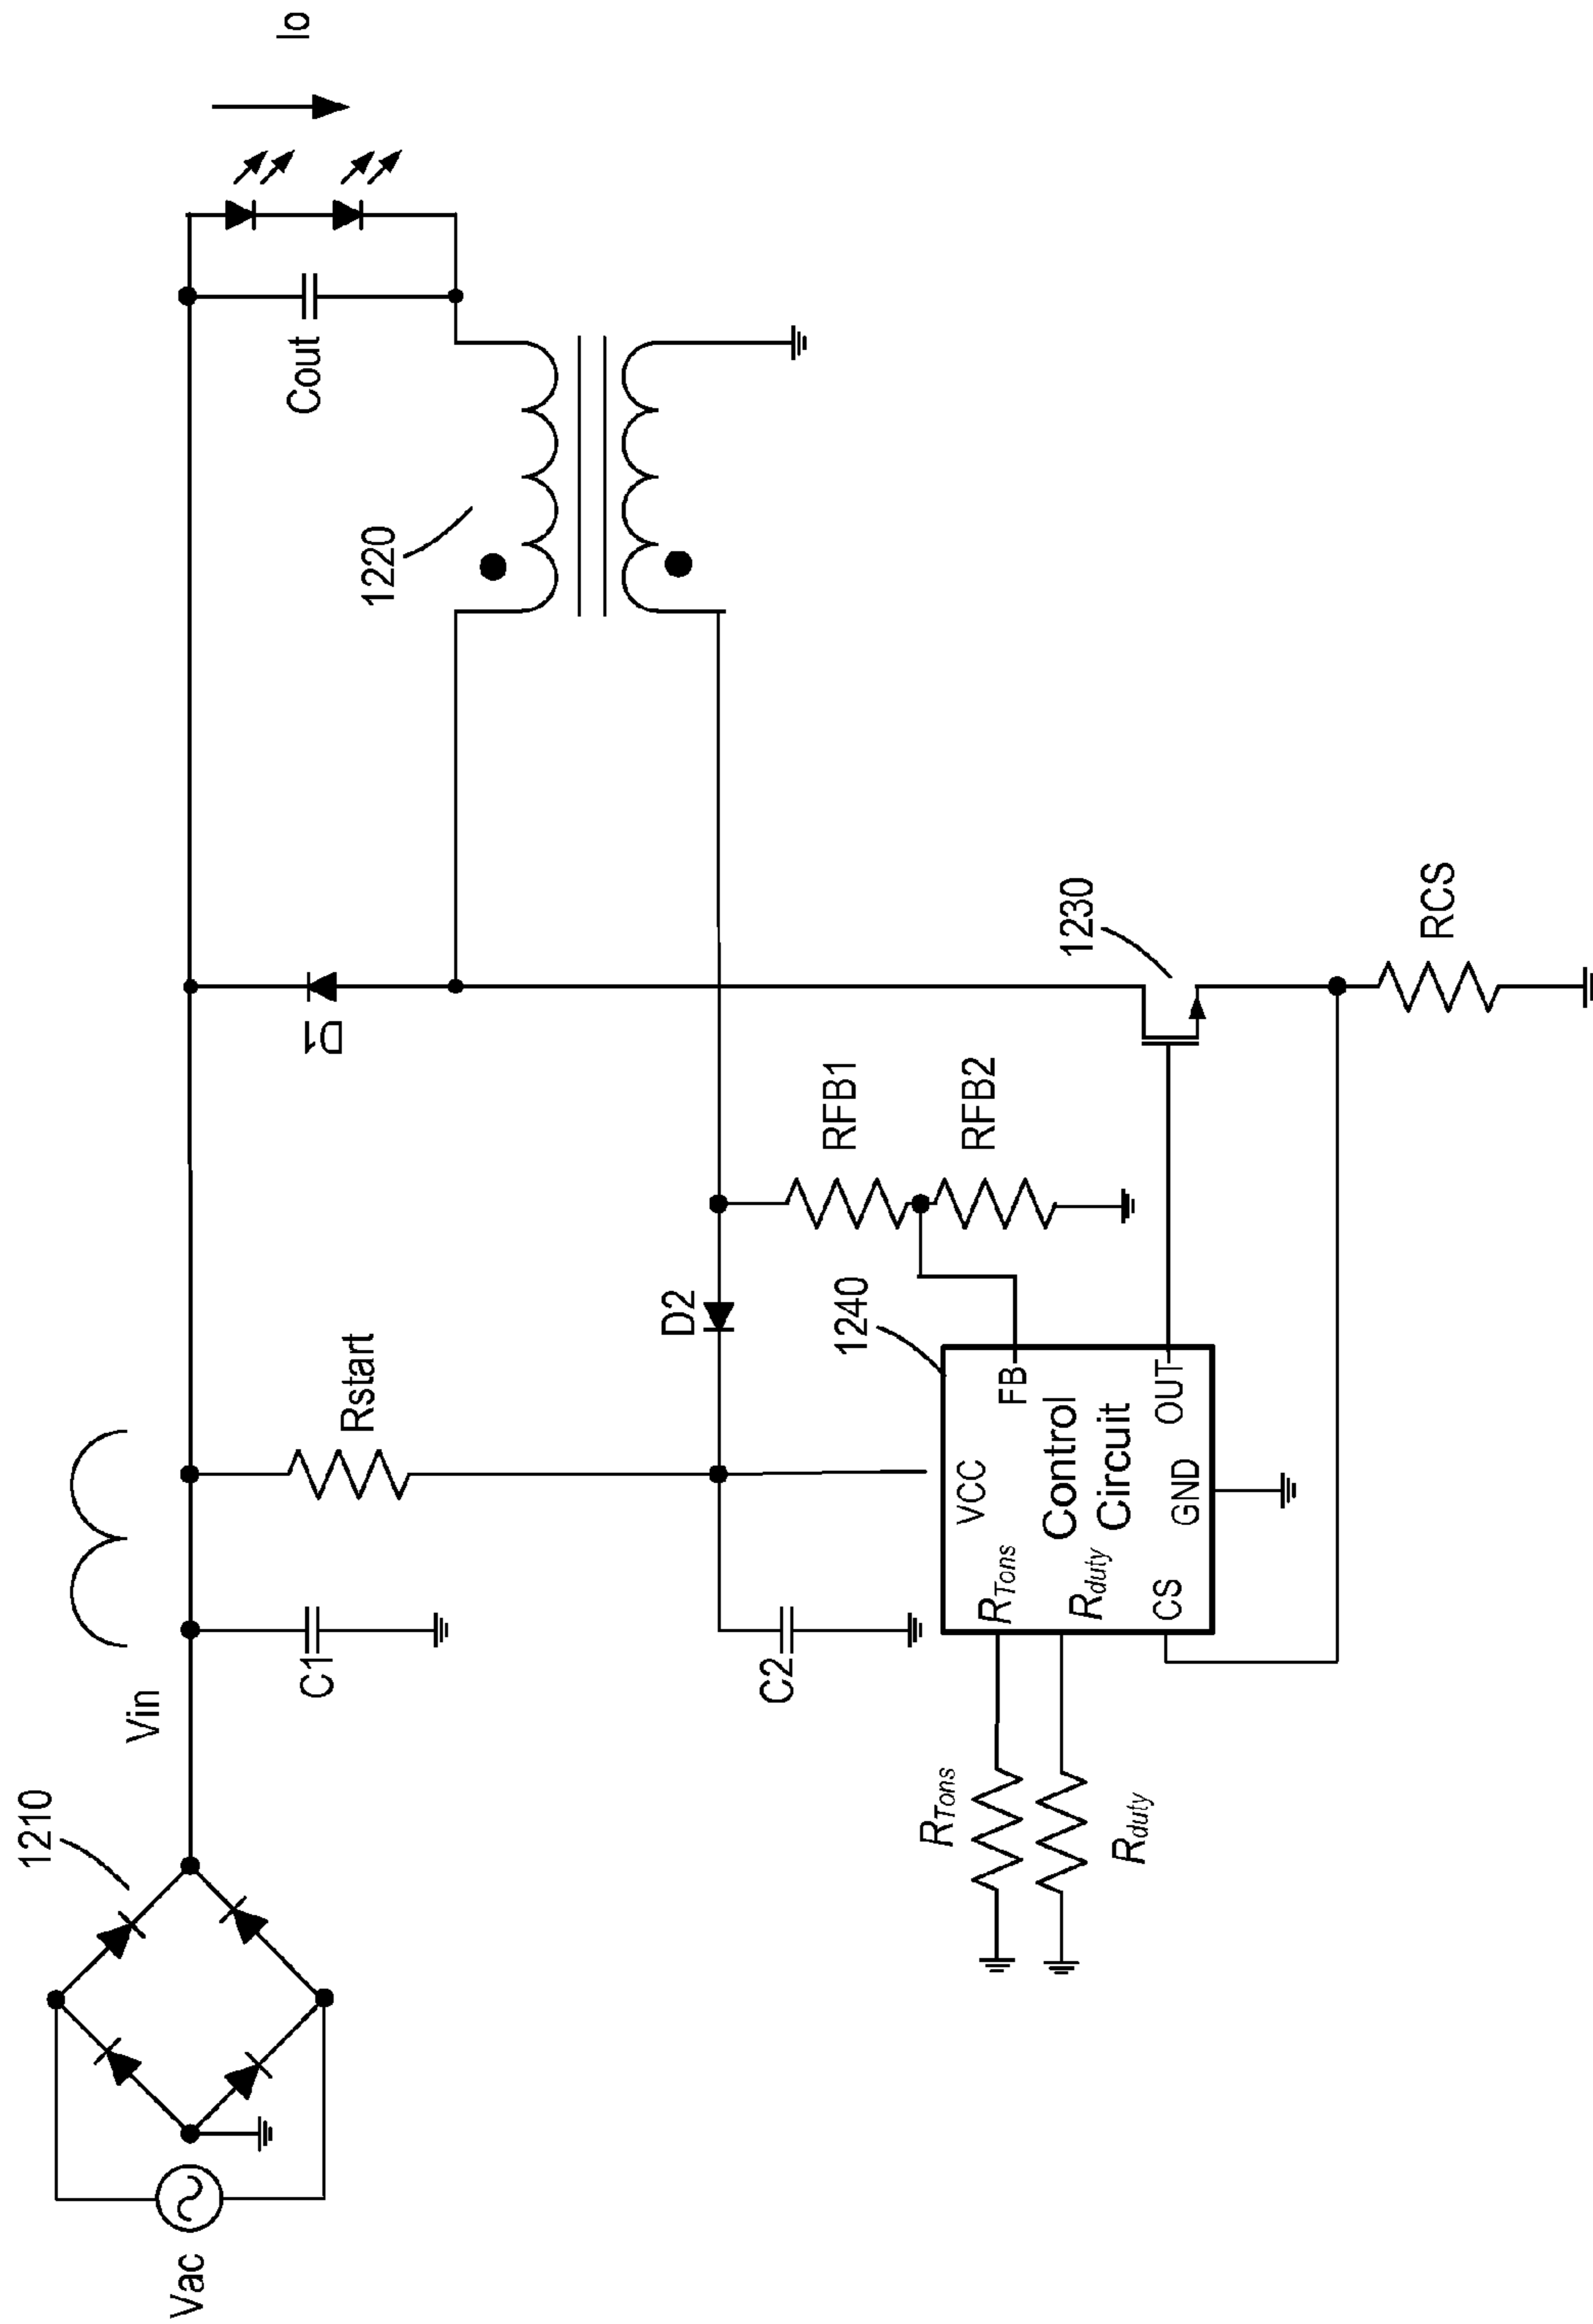 Vac
1210
Vin
C1
Rstart
D1
Cout
Io
1220
D2
C2
RFB1
RFB2
1240
1230
RCS
VCC
FB
R_Tons
Control
Circuit
R_duty
CS
GND
OUT
R_Tons
R_duty